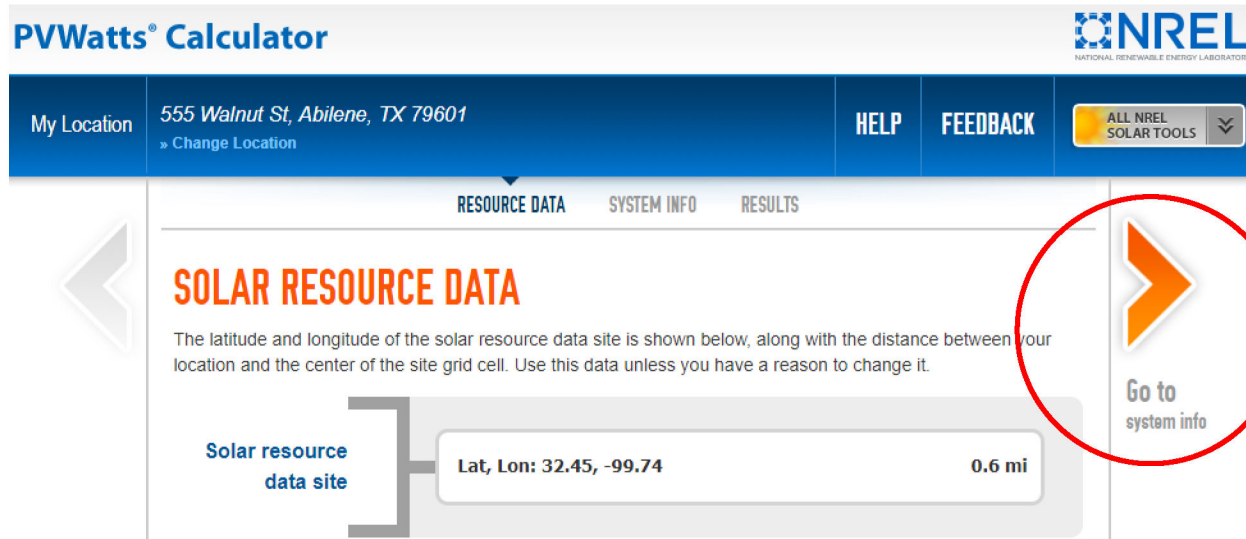 PVWatts® Calculator
NREL
NATIONAL RENEWABLE ENERGY LABORATOR
My Location
555 Walnut St, Abilene, TX 79601
» Change Location
HELP
FEEDBACK
ALL NREL
SOLAR TOOLS
RESOURCE DATA SYSTEM INFO RESULTS
SOLAR RESOURCE DATA
The latitude and longitude of the solar resource data site is shown below, along with the distance between your
location and the center of the site grid cell. Use this data unless you have a reason to change it.
Go to
system info
Solar resource
data site
Lat, Lon: 32.45, -99.74 0.6 mi